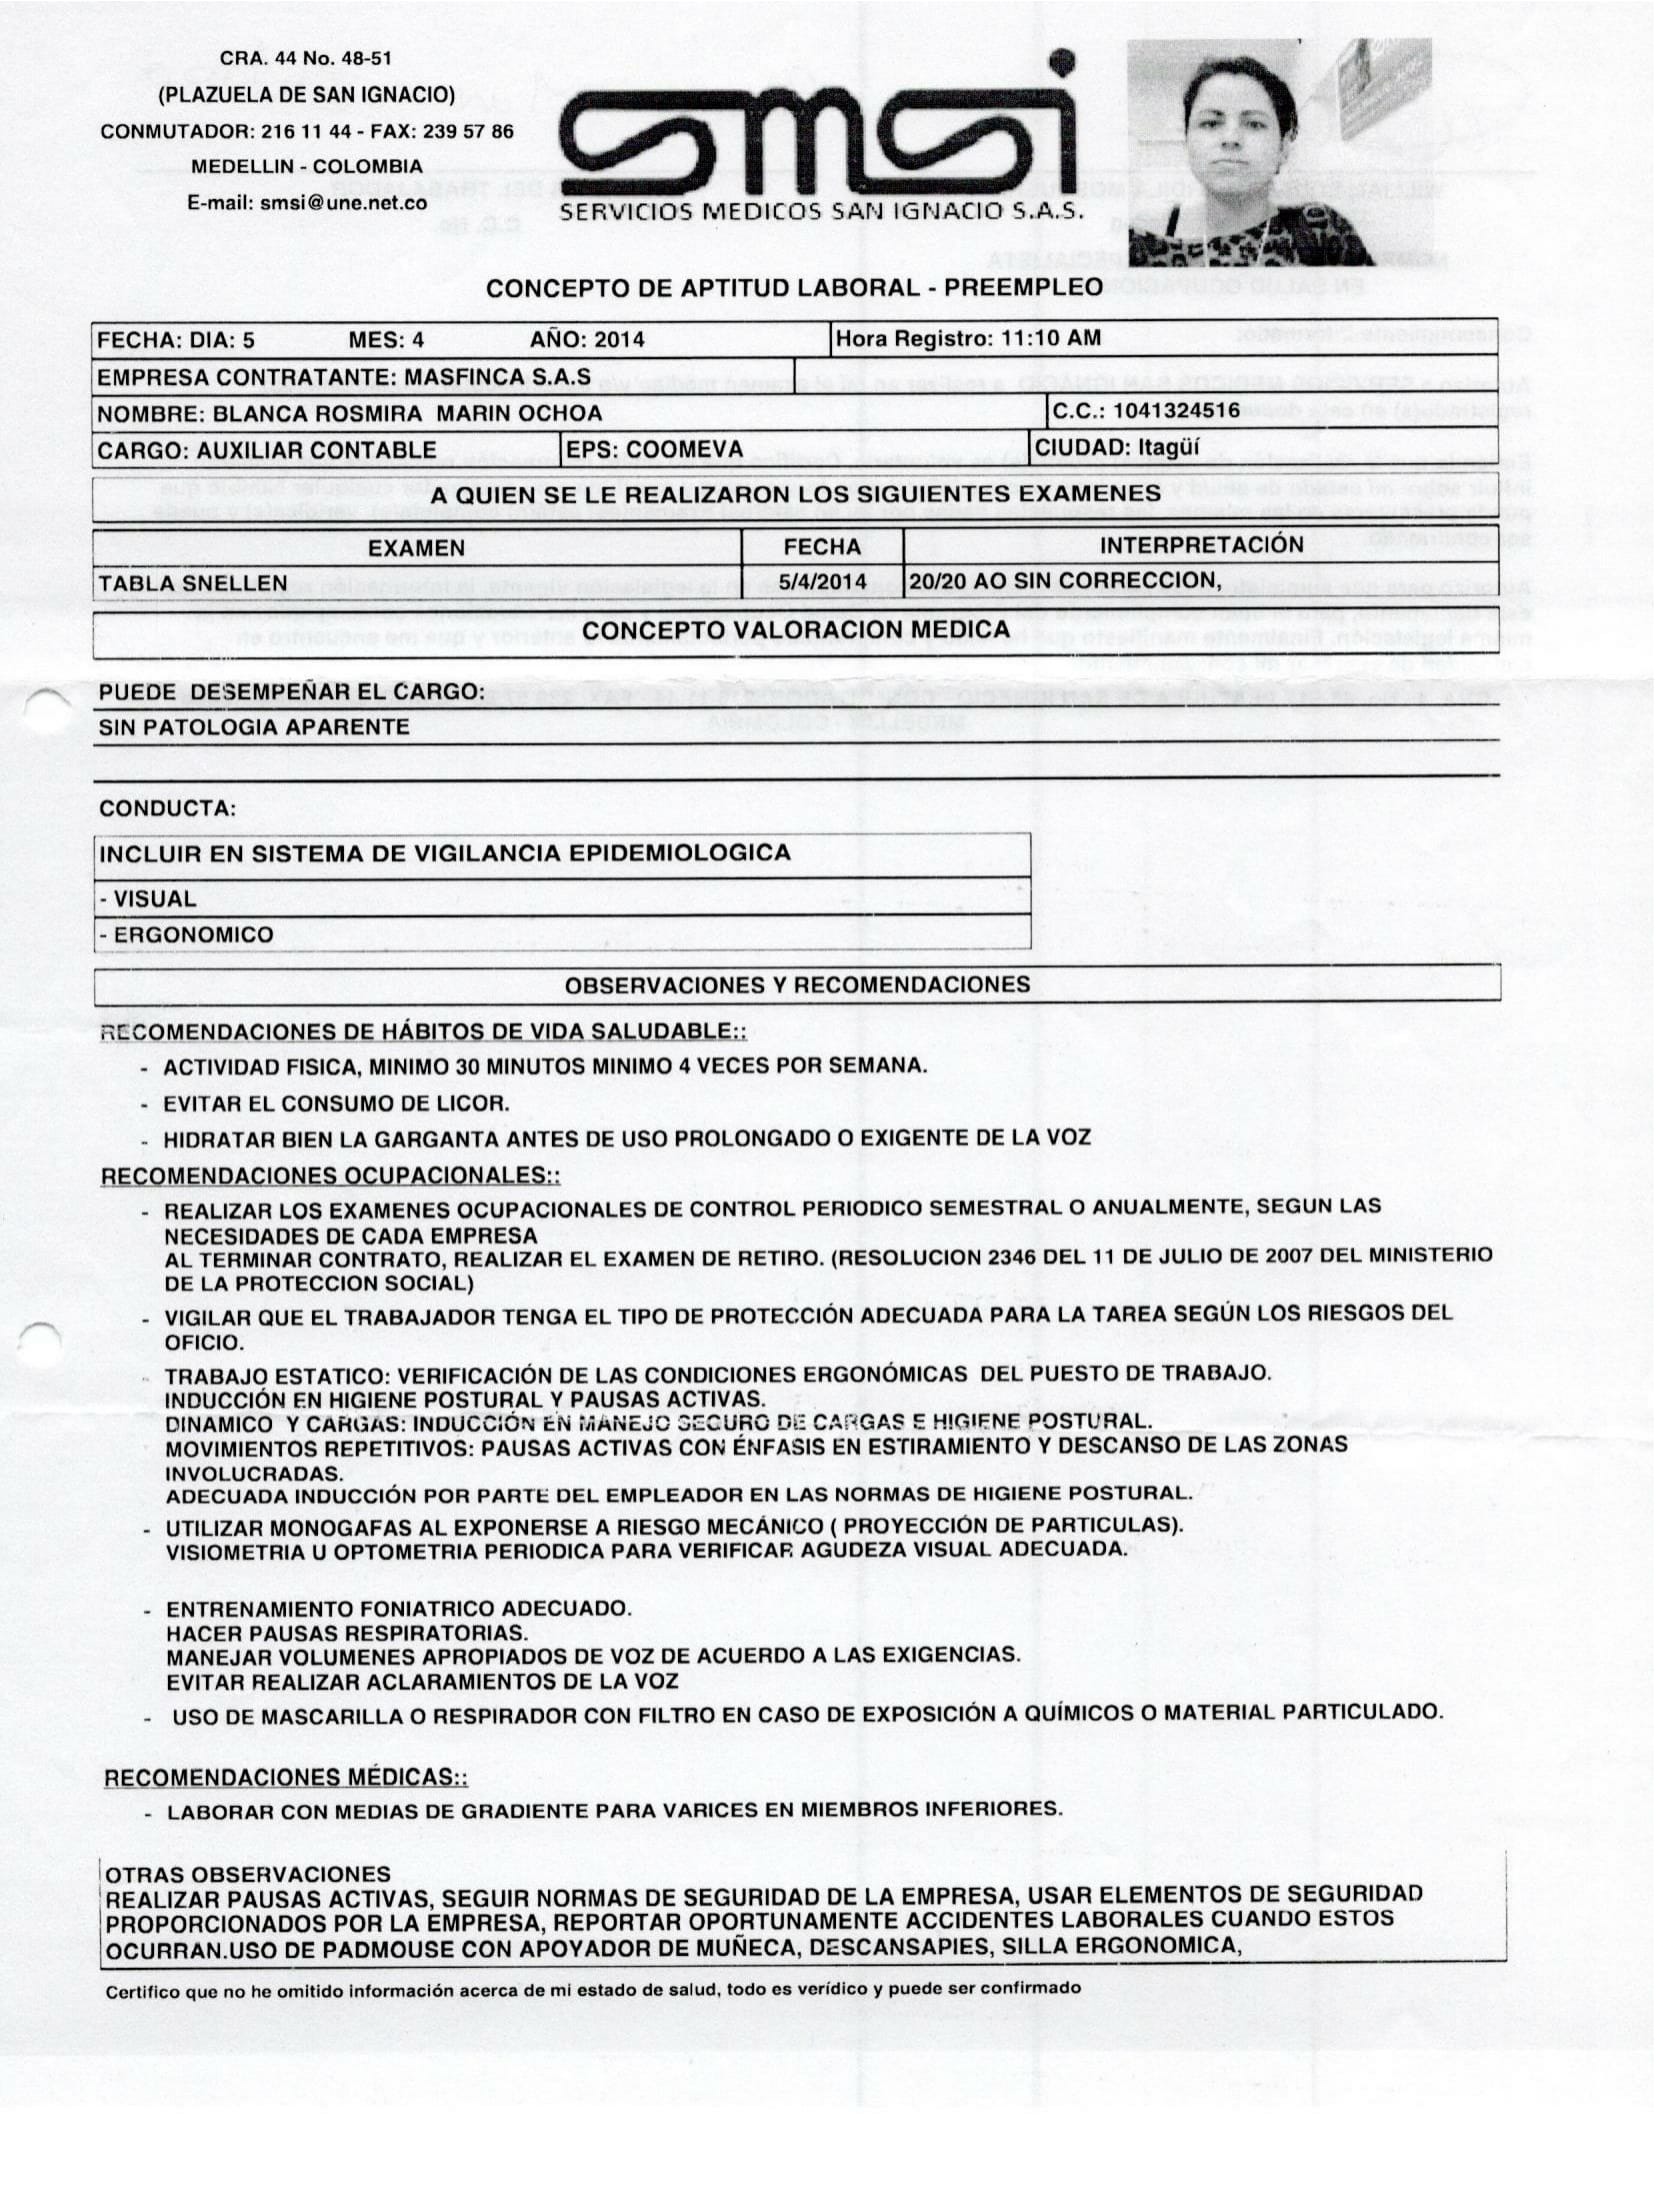 CRA. 44 No. 48-51
(PLAZUELA DE SAN IGNACIO)
CONMUTADOR: 216 11 44 - FAX: 239 57 86
MEDELLIN - COLOMBIA
E-mail: smsi@une.net.co
smsi
SERVICIOS MEDICOS SAN IGNACIO S.A.S.
CONCEPTO DE APTITUD LABORAL - PREEMPLEO
FECHA: DIA: 5 MES: 4 AÑO: 2014 Hora Registro: 11:10 AM
EMPRESA CONTRATANTE: MASFINCA S.A.S
NOMBRE: BLANCA ROSMIRA MARIN OCHOA C.C.: 1041324516
CARGO: AUXILIAR CONTABLE EPS: COOMEVA CIUDAD: Itagüí
A QUIEN SE LE REALIZARON LOS SIGUIENTES EXAMENES
EXAMEN FECHA INTERPRETACIÓN
TABLA SNELLEN 5/4/2014 20/20 AO SIN CORRECCION,
CONCEPTO VALORACION MEDICA
PUEDE DESEMPEÑAR EL CARGO:
SIN PATOLOGIA APARENTE
CONDUCTA:
INCLUIR EN SISTEMA DE VIGILANCIA EPIDEMIOLOGICA
- VISUAL
- ERGONOMICO
OBSERVACIONES Y RECOMENDACIONES
RECOMENDACIONES DE HÁBITOS DE VIDA SALUDABLE::
- ACTIVIDAD FISICA, MINIMO 30 MINUTOS MINIMO 4 VECES POR SEMANA.
- EVITAR EL CONSUMO DE LICOR.
- HIDRATAR BIEN LA GARGANTA ANTES DE USO PROLONGADO O EXIGENTE DE LA VOZ
RECOMENDACIONES OCUPACIONALES::
- REALIZAR LOS EXAMENES OCUPACIONALES DE CONTROL PERIODICO SEMESTRAL O ANUALMENTE, SEGUN LAS
NECESIDADES DE CADA EMPRESA
AL TERMINAR CONTRATO, REALIZAR EL EXAMEN DE RETIRO. (RESOLUCION 2346 DEL 11 DE JULIO DE 2007 DEL MINISTERIO
DE LA PROTECCION SOCIAL)
- VIGILAR QUE EL TRABAJADOR TENGA EL TIPO DE PROTECCIÓN ADECUADA PARA LA TAREA SEGÚN LOS RIESGOS DEL
OFICIO.
- TRABAJO ESTATICO: VERIFICACIÓN DE LAS CONDICIONES ERGONÓMICAS DEL PUESTO DE TRABAJO.
INDUCCIÓN EN HIGIENE POSTURAL Y PAUSAS ACTIVAS.
DINAMICO Y CARGAS: INDUCCIÓN EN MANEJO SEGURO DE CARGAS E HIGIENE POSTURAL.
MOVIMIENTOS REPETITIVOS: PAUSAS ACTIVAS CON ÉNFASIS EN ESTIRAMIENTO Y DESCANSO DE LAS ZONAS
INVOLUCRADAS.
ADECUADA INDUCCIÓN POR PARTE DEL EMPLEADOR EN LAS NORMAS DE HIGIENE POSTURAL.
- UTILIZAR MONOGAFAS AL EXPONERSE A RIESGO MECÁNICO ( PROYECCIÓN DE PARTICULAS).
VISIOMETRIA U OPTOMETRIA PERIODICA PARA VERIFICAR AGUDEZA VISUAL ADECUADA.
- ENTRENAMIENTO FONIATRICO ADECUADO.
HACER PAUSAS RESPIRATORIAS.
MANEJAR VOLUMENES APROPIADOS DE VOZ DE ACUERDO A LAS EXIGENCIAS.
EVITAR REALIZAR ACLARAMIENTOS DE LA VOZ
- USO DE MASCARILLA O RESPIRADOR CON FILTRO EN CASO DE EXPOSICIÓN A QUÍMICOS O MATERIAL PARTICULADO.
RECOMENDACIONES MÉDICAS::
- LABORAR CON MEDIAS DE GRADIENTE PARA VARICES EN MIEMBROS INFERIORES.
OTRAS OBSERVACIONES
REALIZAR PAUSAS ACTIVAS, SEGUIR NORMAS DE SEGURIDAD DE LA EMPRESA, USAR ELEMENTOS DE SEGURIDAD
PROPORCIONADOS POR LA EMPRESA, REPORTAR OPORTUNAMENTE ACCIDENTES LABORALES CUANDO ESTOS
OCURRAN.USO DE PADMOUSE CON APOYADOR DE MUÑECA, DESCANSAPIES, SILLA ERGONOMICA,
Certifico que no he omitido información acerca de mi estado de salud, todo es verídico y puede ser confirmado